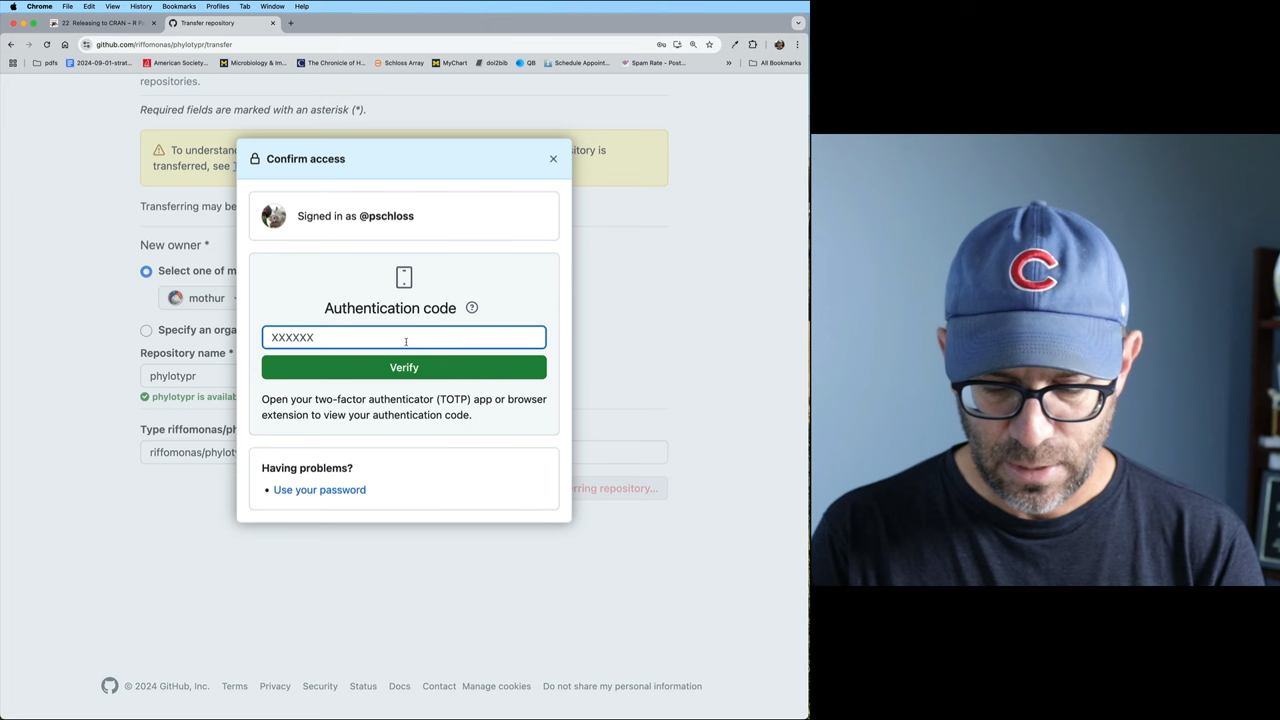 Chrome File Edit View History Bookmarks Profiles Tab Window Help
22 Releasing to CRAN – R P
Transfer repository
github.com/riffomonas/phylotypr/transfer
pdfs 2024-09-01-strat... American Society... Microbiology & Im... The Chronicle of H... Schloss Array MyChart doi2bib QB Schedule Appoint... Spam Rate - Post... » All Bookmarks
repositories.
Required fields are marked with an asterisk (*).
To understan
sitory is
transferred, see
Transferring may be
New owner *
Select one of m
mothur
Specify an orga
Repository name *
phylotypr
phylotypr is availab
Type riffomonas/ph
riffomonas/phyloty
rring repository...
Confirm access
Signed in as @pschloss
Authentication code
XXXXXX
Verify
Open your two-factor authenticator (TOTP) app or browser
extension to view your authentication code.
Having problems?
• Use your password
© 2024 GitHub, Inc. Terms Privacy Security Status Docs Contact Manage cookies Do not share my personal information
C